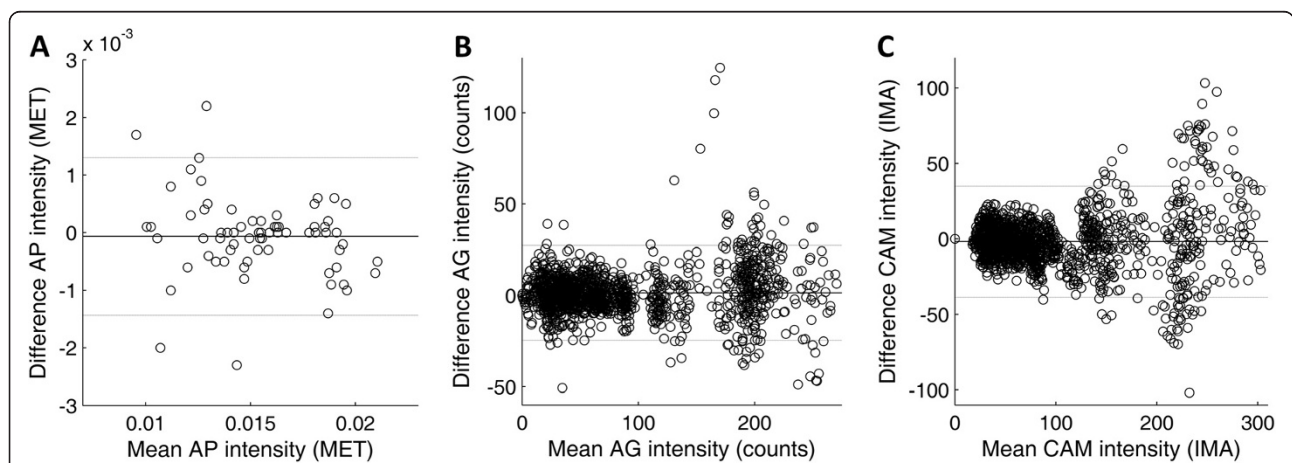 A
x 10⁻³
3
2
1
0
-1
-2
-3
0.01 0.015 0.02
Difference AP intensity (MET)
Mean AP intensity (MET)
B
100
50
0
-50
0 100 200
Difference AG intensity (counts)
Mean AG intensity (counts)
C
100
50
0
-50
-100
0 100 200 300
Difference CAM intensity (IMA)
Mean CAM intensity (IMA)